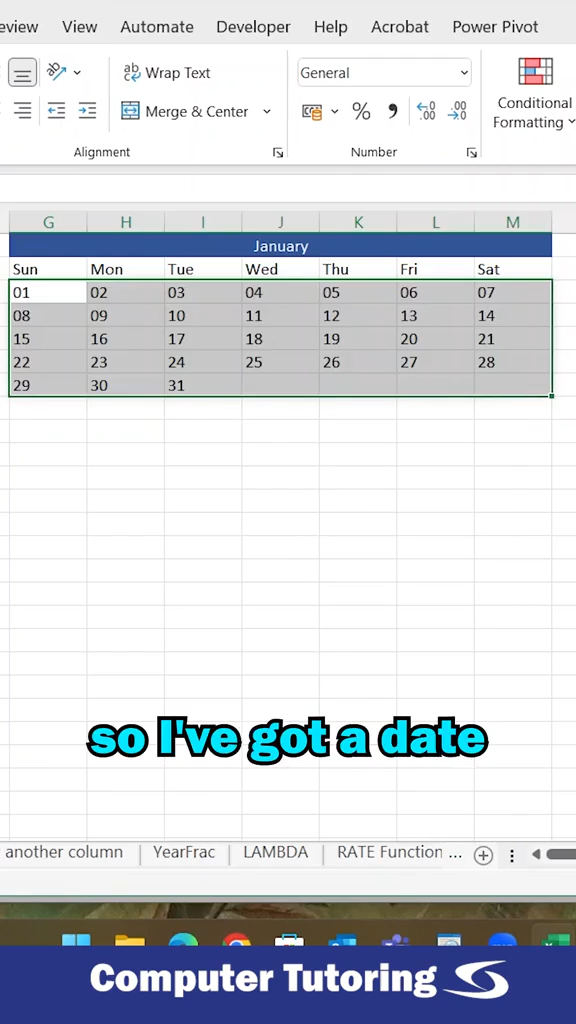 eview View Automate Developer Help Acrobat Power Pivot
ab Wrap Text General
Merge & Center % Conditional
Formatting
Alignment Number
G H I J K L M
January
Sun Mon Tue Wed Thu Fri Sat
01 02 03 04 05 06 07
08 09 10 11 12 13 14
15 16 17 18 19 20 21
22 23 24 25 26 27 28
29 30 31
so I've got a date
another column YearFrac LAMBDA RATE Function ...
Computer Tutoring